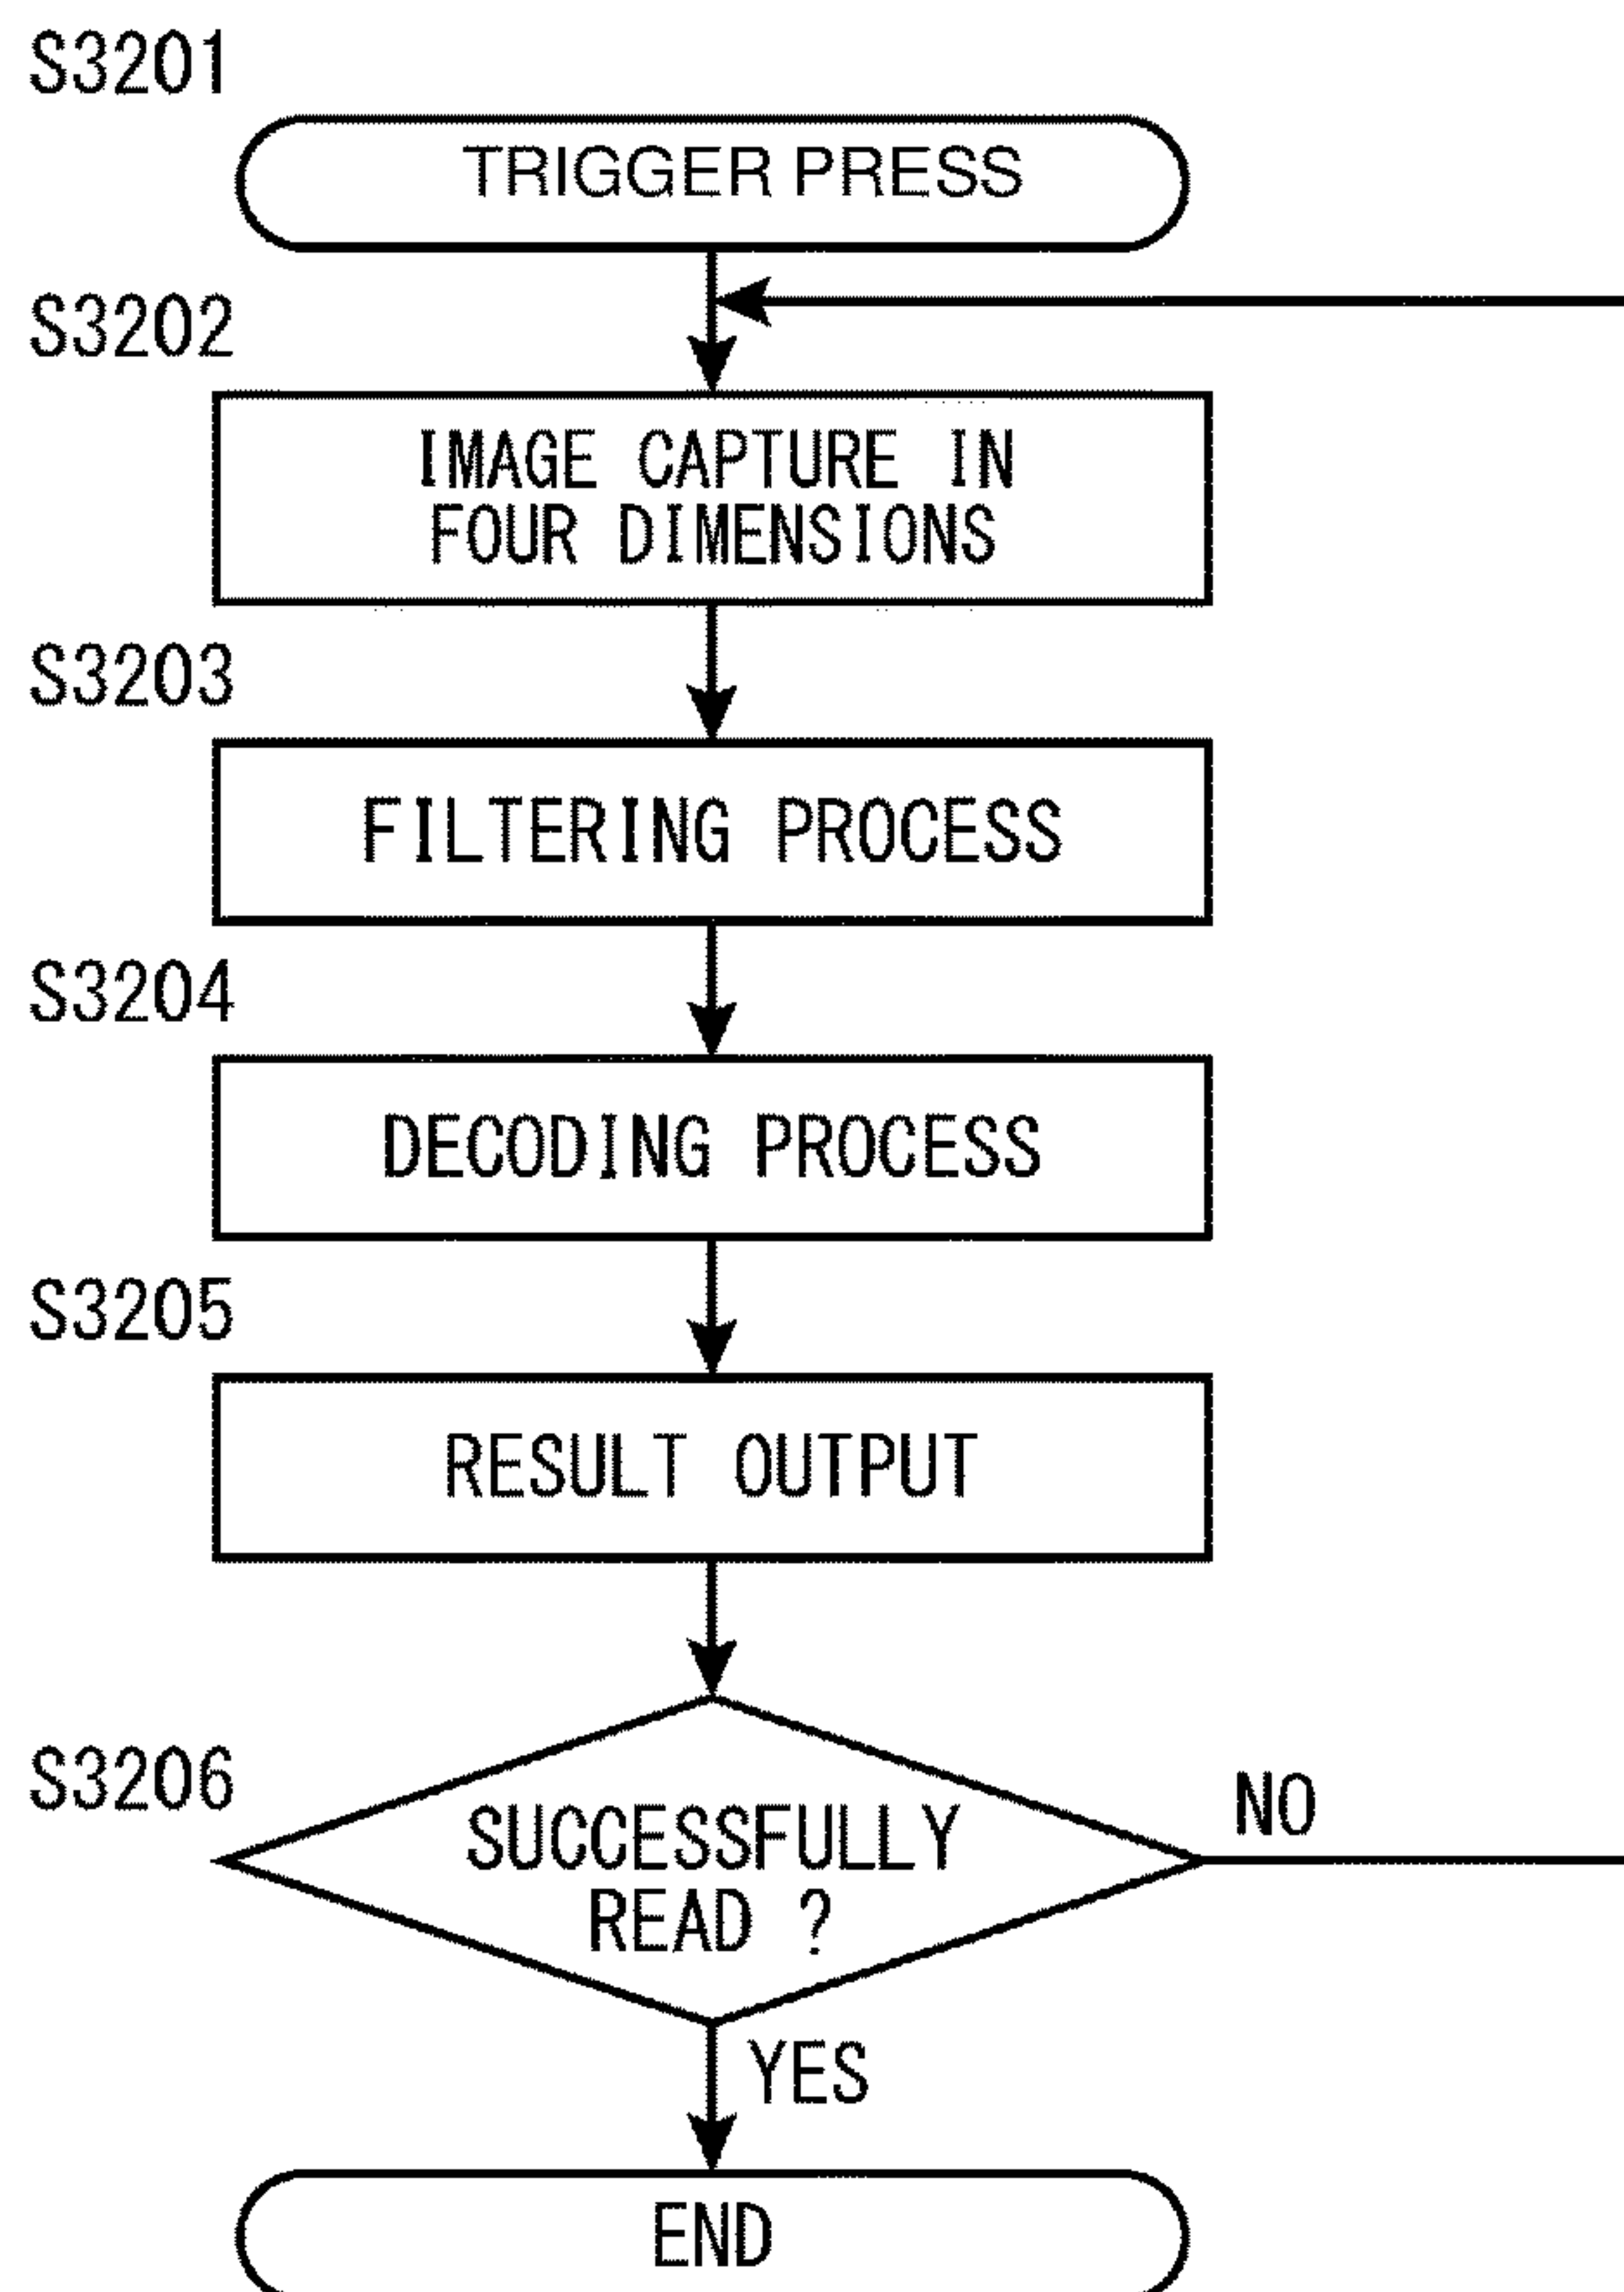 S3201
TRIGGER PRESS
S3202
IMAGE CAPTURE IN
FOUR DIMENSIONS
S3203
FILTERING PROCESS
S3204
DECODING PROCESS
S3205
RESULT OUTPUT
S3206
SUCCESSFULLY
READ ?
NO
YES
END